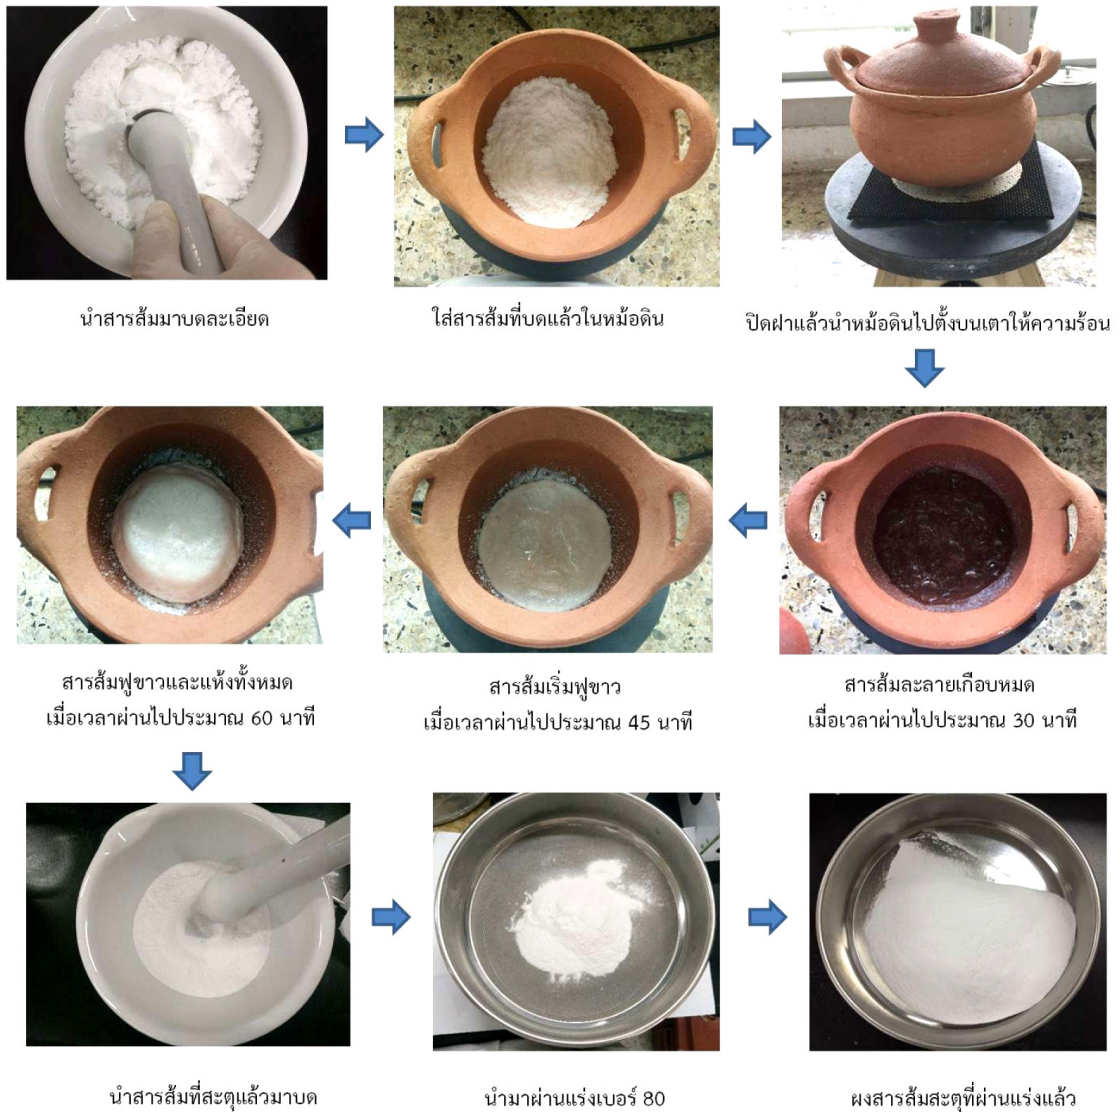 นำสารส้มมาบดละเอียด
ใส่สารส้มที่บดแล้วในหม้อดิน
ปิดฝาแล้วนำหม้อดินไปตั้งบนเตาให้ความร้อน
สารส้มละลายเกือบหมด
เมื่อเวลาผ่านไปประมาณ 30 นาที
สารส้มเริ่มฟูขาว
เมื่อเวลาผ่านไปประมาณ 45 นาที
สารส้มฟูขาวและแห้งทั้งหมด
เมื่อเวลาผ่านไปประมาณ 60 นาที
นำสารส้มที่สะตุแล้วมาบด
นำมาผ่านแร่งเบอร์ 80
ผงสารส้มสะตุที่ผ่านแร่งแล้ว